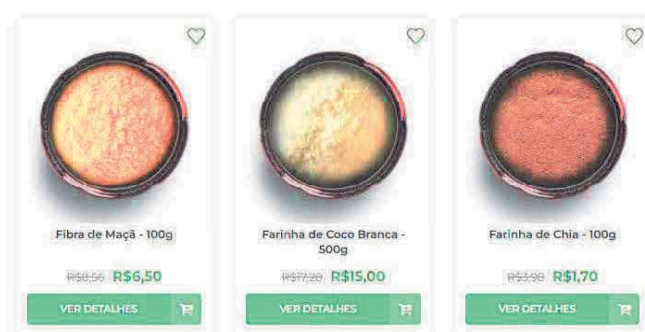 Fibra de Maçã - 100g
R$8,56 R$6,50
VER DETALHES
Farinha de Coco Branca -
500g
R$17,20 R$15,00
VER DETALHES
Farinha de Chia - 100g
R$3,90 R$1,70
VER DETALHES